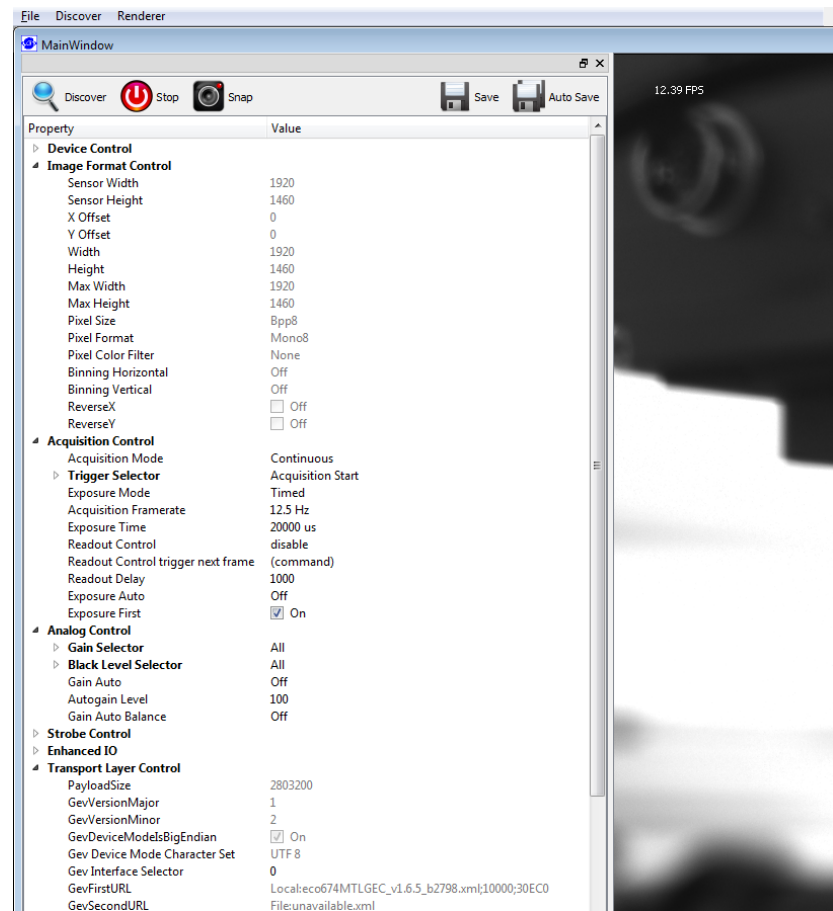 File Discover Renderer
MainWindow
Discover Stop Snap Save Auto Save
12.39 FPS
Property Value
Device Control
Image Format Control
Sensor Width 1920
Sensor Height 1460
X Offset 0
Y Offset 0
Width 1920
Height 1460
Max Width 1920
Max Height 1460
Pixel Size Bpp8
Pixel Format Mono8
Pixel Color Filter None
Binning Horizontal Off
Binning Vertical Off
ReverseX Off
ReverseY Off
Acquisition Control
Acquisition Mode Continuous
Trigger Selector Acquisition Start
Exposure Mode Timed
Acquisition Framerate 12.5 Hz
Exposure Time 20000 us
Readout Control disable
Readout Control trigger next frame (command)
Readout Delay 1000
Exposure Auto Off
Exposure First On
Analog Control
Gain Selector All
Black Level Selector All
Gain Auto Off
Autogain Level 100
Gain Auto Balance Off
Strobe Control
Enhanced IO
Transport Layer Control
PayloadSize 2803200
GevVersionMajor 1
GevVersionMinor 2
GevDeviceModeIsBigEndian On
Gev Device Mode Character Set UTF8
Gev Interface Selector 0
GevFirstURL Local:eco674MTLGEC_v1.6.5_b2798.xml;10000;30EC0
GevSecondURL File:unavailable.xml